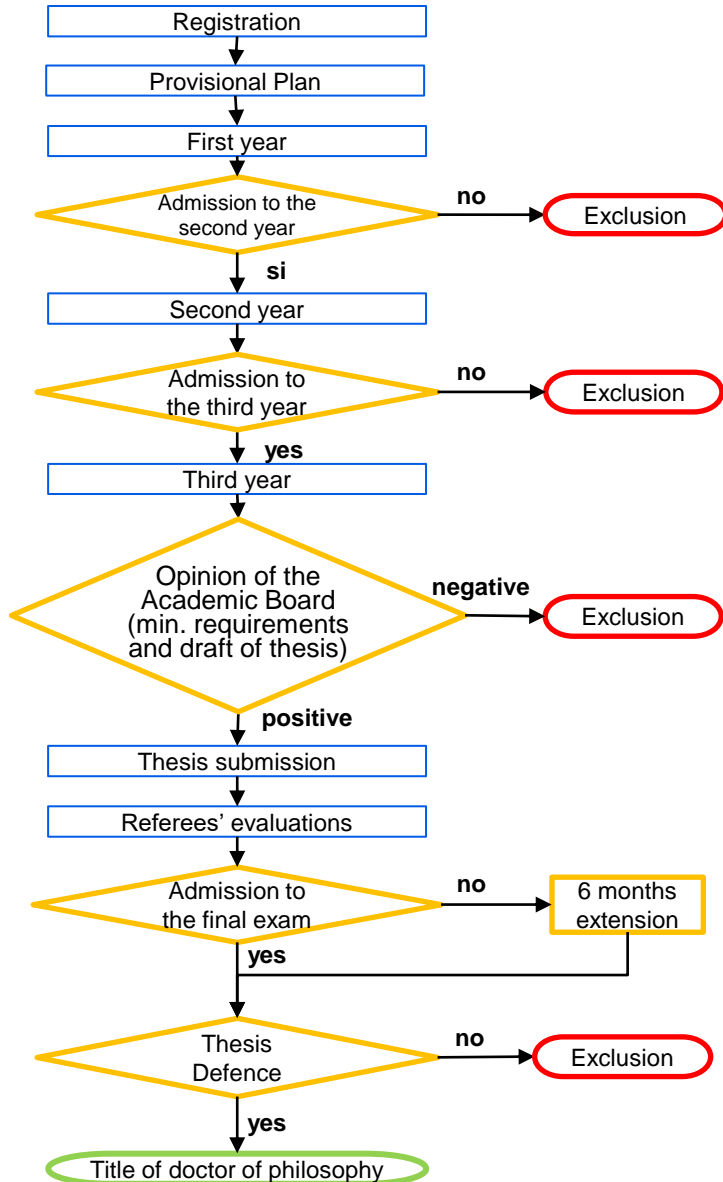 Registration
Provisional Plan
First year
Admission to the
second year
no
Exclusion
si
Second year
Admission to
the third year
no
Exclusion
yes
Third year
Opinion of the
Academic Board
(min. requirements
and draft of thesis)
negative
Exclusion
positive
Thesis submission
Referees’ evaluations
Admission to
the final exam
no
6 months
extension
yes
Thesis
Defence
no
Exclusion
yes
Title of doctor of philosophy